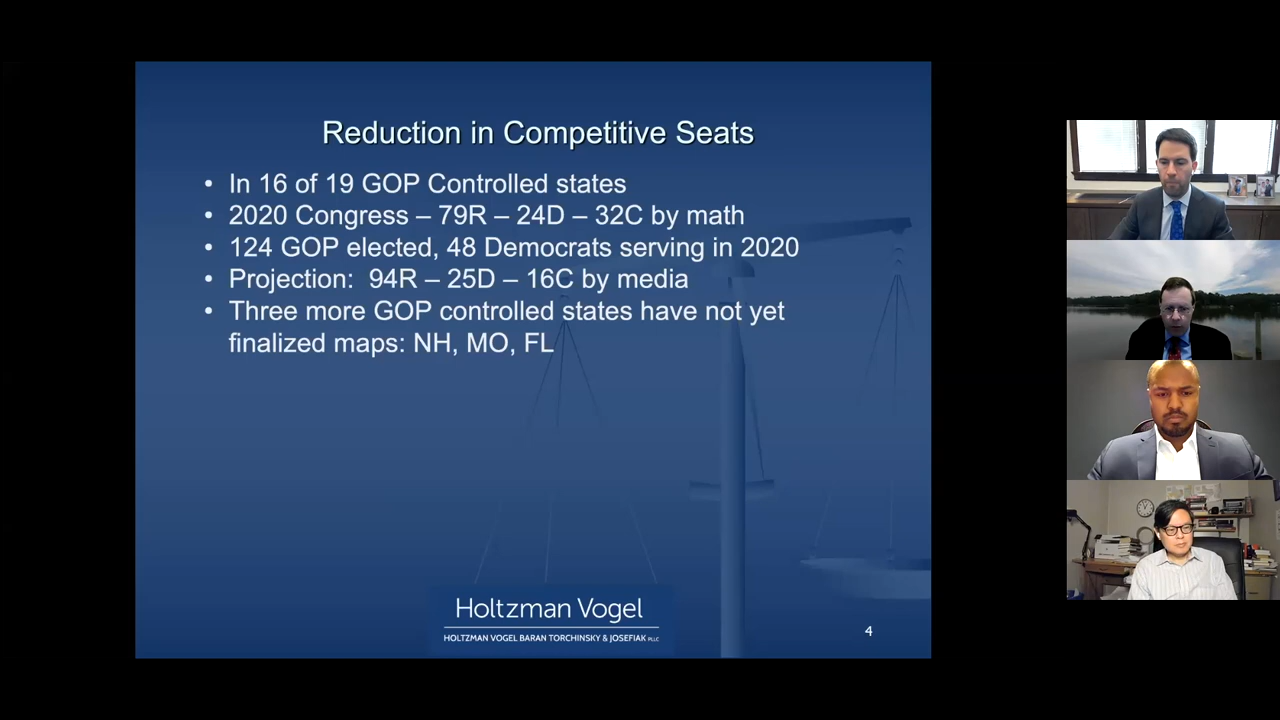 Reduction in Competitive Seats
• In 16 of 19 GOP Controlled states
• 2020 Congress – 79R – 24D – 32C by math
• 124 GOP elected, 48 Democrats serving in 2020
• Projection: 94R – 25D – 16C by media
• Three more GOP controlled states have not yet
finalized maps: NH, MO, FL
Holtzman Vogel
HOLTZMAN VOGEL BARAN TORCHINSKY & JOSEFIAK PLLC
4